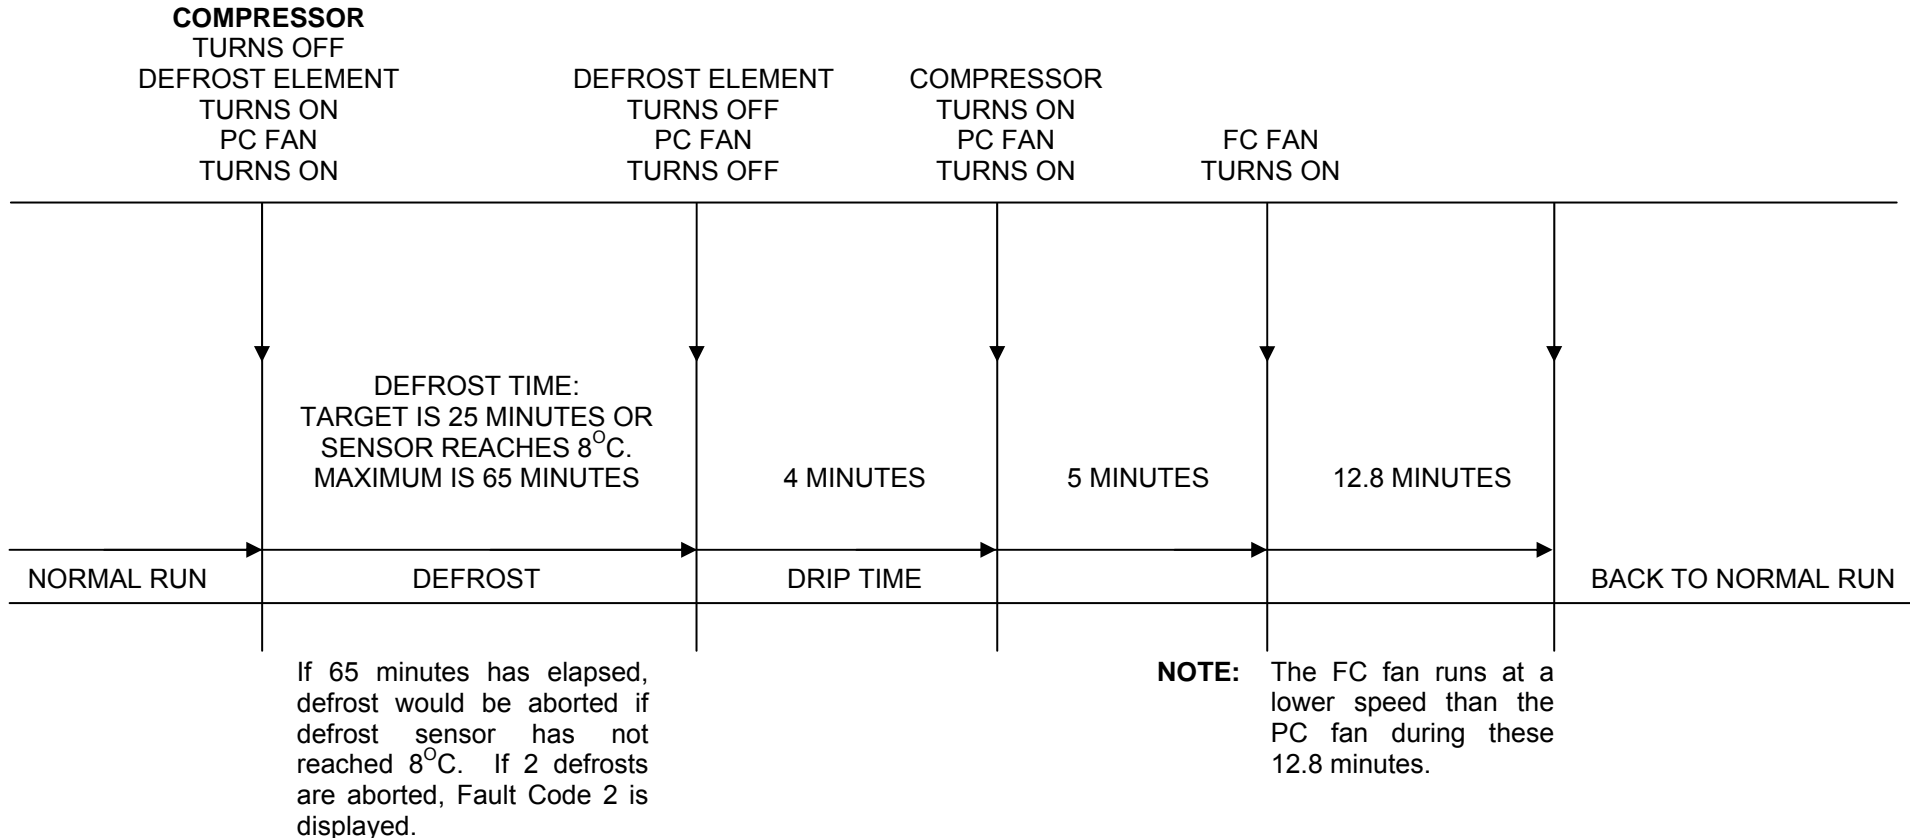 COMPRESSOR
TURNS OFF
DEFROST ELEMENT
TURNS ON
PC FAN
TURNS ON
DEFROST ELEMENT
TURNS OFF
PC FAN
TURNS OFF
COMPRESSOR
TURNS ON
PC FAN
TURNS ON
FC FAN
TURNS ON
DEFROST TIME:
TARGET IS 25 MINUTES OR
SENSOR REACHES 8°C.
MAXIMUM IS 65 MINUTES
4 MINUTES
5 MINUTES
12.8 MINUTES
NORMAL RUN
DEFROST
DRIP TIME
BACK TO NORMAL RUN
If 65 minutes has elapsed,
defrost would be aborted if
defrost sensor has not
reached 8°C. If 2 defrosts
are aborted, Fault Code 2 is
displayed.
NOTE: The FC fan runs at a
lower speed than the
PC fan during these
12.8 minutes.